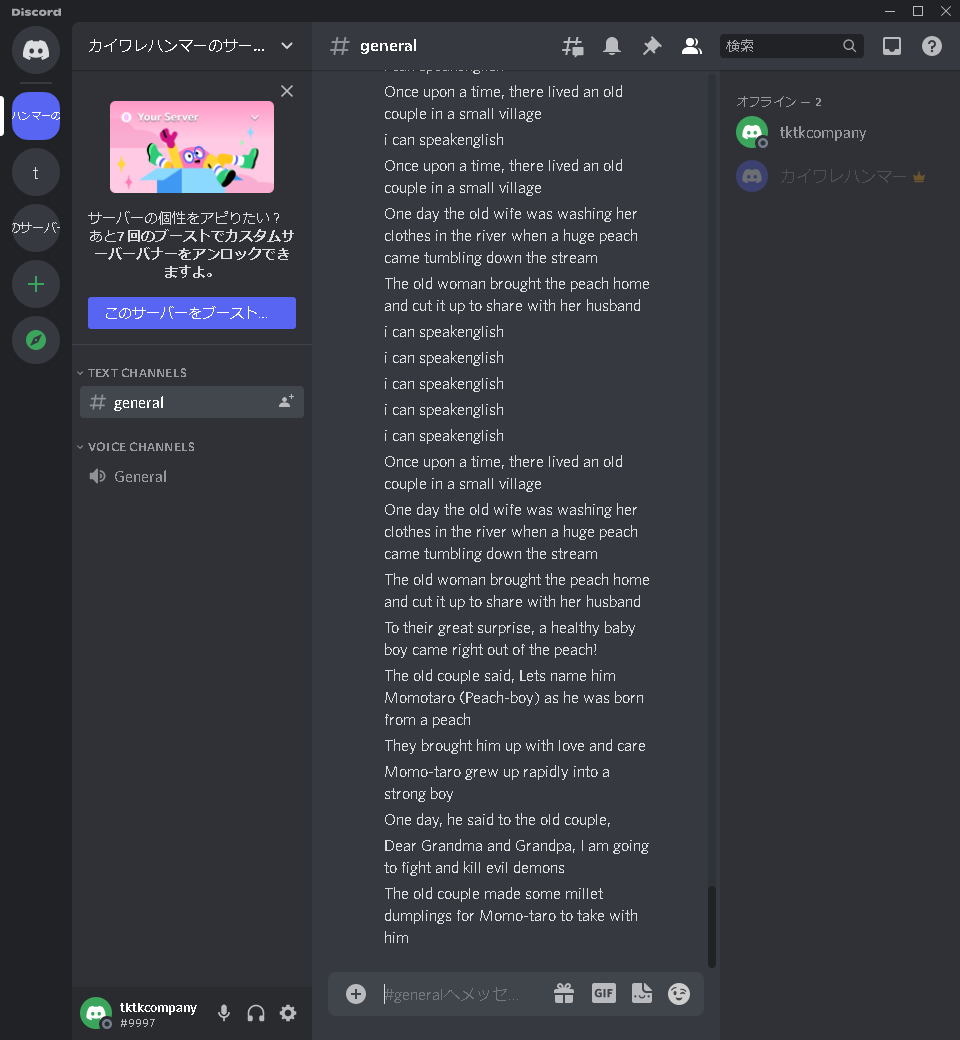 Discord
カイワレハンマーのサー...
general
検索
ハンマーの
t
のサーバー
Your Server
サーバーの個性をアピりたい？
あと7 回のブーストでカスタムサ
ーバーバナーをアンロックでき
ますよ。
このサーバーをブースト...
TEXT CHANNELS
general
VOICE CHANNELS
General
i can speakenglish
Once upon a time, there lived an old
couple in a small village
i can speakenglish
Once upon a time, there lived an old
couple in a small village
One day the old wife was washing her
clothes in the river when a huge peach
came tumbling down the stream
The old woman brought the peach home
and cut it up to share with her husband
i can speakenglish
i can speakenglish
i can speakenglish
i can speakenglish
i can speakenglish
Once upon a time, there lived an old
couple in a small village
One day the old wife was washing her
clothes in the river when a huge peach
came tumbling down the stream
The old woman brought the peach home
and cut it up to share with her husband
To their great surprise, a healthy baby
boy came right out of the peach!
The old couple said, Lets name him
Momotaro (Peach-boy) as he was born
from a peach
They brought him up with love and care
Momo-taro grew up rapidly into a
strong boy
One day, he said to the old couple,
Dear Grandma and Grandpa, I am going
to fight and kill evil demons
The old couple made some millet
dumplings for Momo-taro to take with
him
#generalへメッセ...
GIF
オフライン — 2
tktkcompany
カイワレハンマー
tktkcompany
#9997